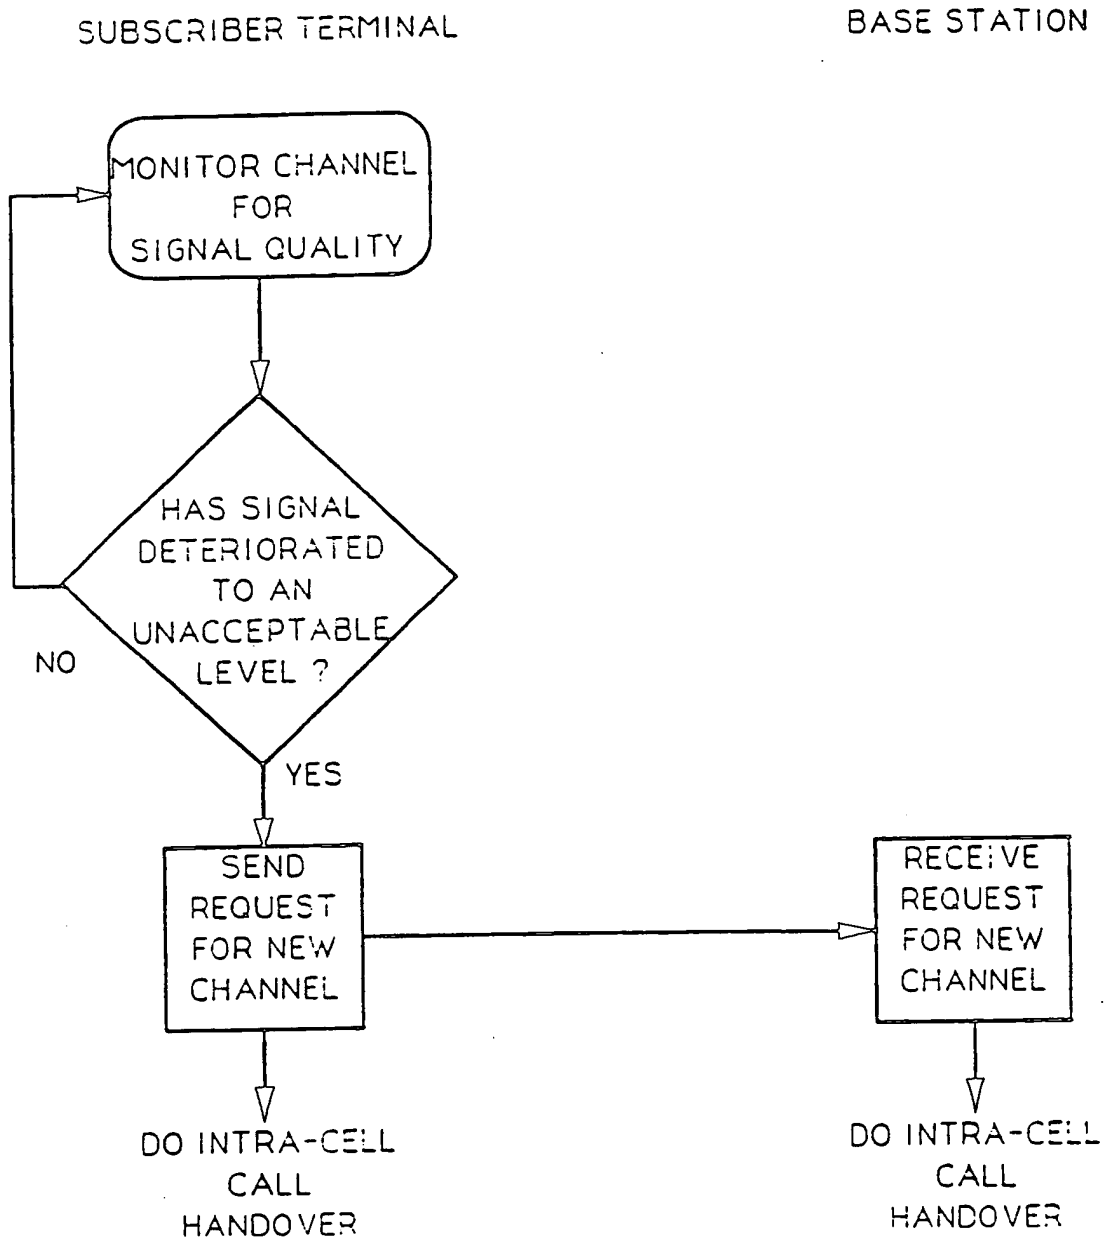 SUBSCRIBER TERMINAL
BASE STATION
MONITOR CHANNEL
FOR
SIGNAL QUALITY
HAS SIGNAL
DETERIORATED
TO AN
UNACCEPTABLE
LEVEL ?
NO
YES
SEND
REQUEST
FOR NEW
CHANNEL
RECEIVE
REQUEST
FOR NEW
CHANNEL
DO INTRA-CELL
CALL
HANDOVER
DO INTRA-CELL
CALL
HANDOVER